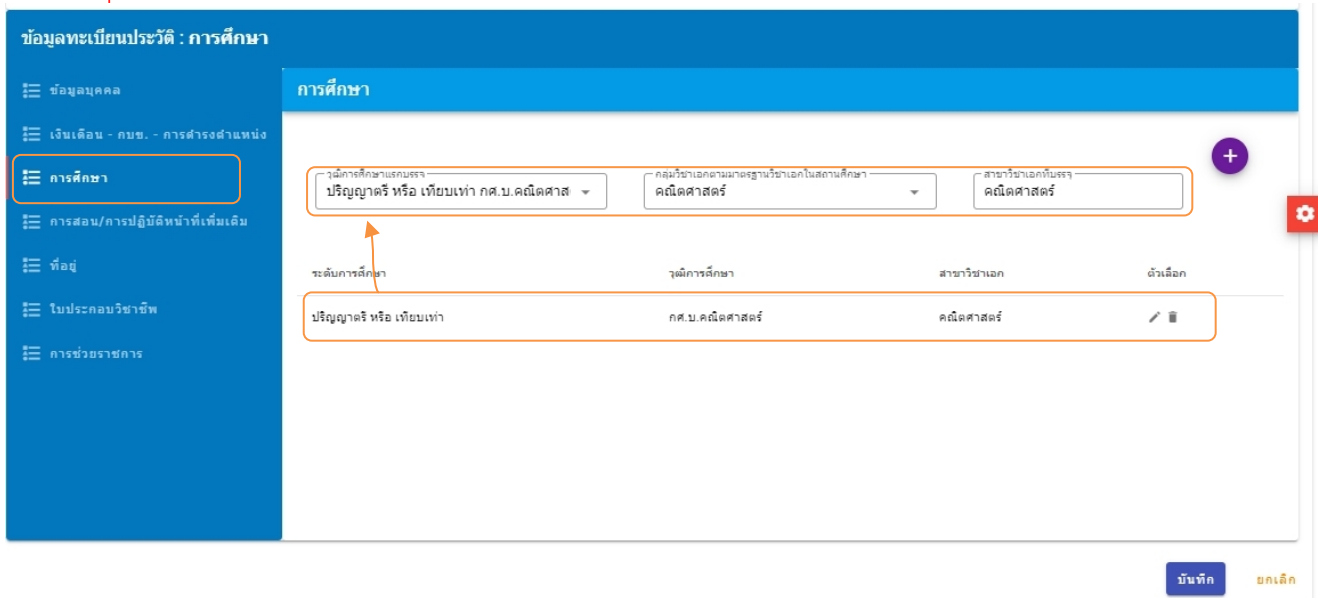 ข้อมูลทะเบียนประวัติ : การศึกษา
ข้อมูลบุคคล
เงินเดือน - กบข. - การดำรงตำแหน่ง
การศึกษา
การสอน/การปฏิบัติหน้าที่เพิ่มเติม
ที่อยู่
ใบประกอบวิชาชีพ
การช่วยราชการ
การศึกษา
+
วุฒิการศึกษาแรกบรรจุ
ปริญญาตรี หรือ เทียบเท่า กศ.บ.คณิตศาส
กลุ่มวิชาเอกตามมาตรฐานวิชาเอกในสถานศึกษา
คณิตศาสตร์
สาขาวิชาเอกที่บรรจุ
คณิตศาสตร์
ระดับการศึกษา วุฒิการศึกษา สาขาวิชาเอก ตัวเลือก
ปริญญาตรี หรือ เทียบเท่า กศ.บ.คณิตศาสตร์ คณิตศาสตร์
บันทึก ยกเลิก